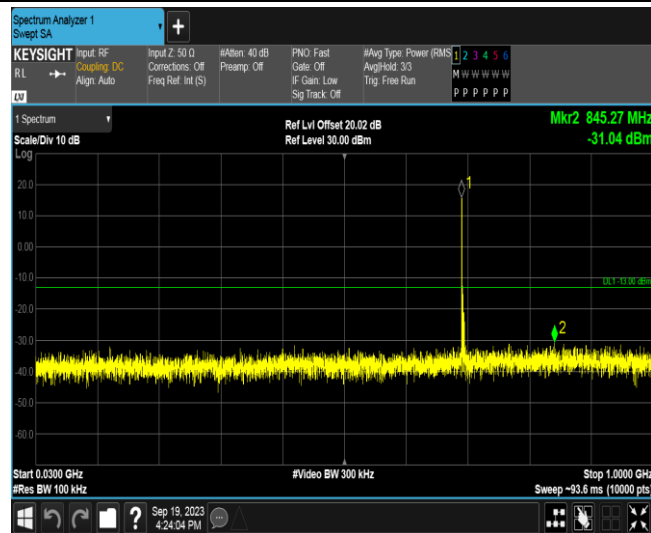 Spectrum Analyzer 1
Swept SA
+
KEYSIGHT
RL
LXI
Input: RF
Coupling: DC
Align: Auto
Input Z: 50 Ω
Corrections: Off
Freq Ref: Int (S)
#Atten: 40 dB
Preamp: Off
PNO: Fast
Gate: Off
IF Gain: Low
Sig Track: Off
#Avg Type: Power (RMS
Avg|Hold: 3/3
Trig: Free Run
1 2 3 4 5 6
M W W W W W
P P P P P P
1 Spectrum
Scale/Div 10 dB
Log
Ref Lvl Offset 20.02 dB
Ref Level 30.00 dBm
Mkr2 845.27 MHz
-31.04 dBm
20.0
10.0
0.00
-10.0
-20.0
-30.0
-40.0
-50.0
-60.0
1
DL1 -13.00 dBm
2
Start 0.0300 GHz
#Res BW 100 kHz
#Video BW 300 kHz
Stop 1.0000 GHz
Sweep ~93.6 ms (10000 pts)
?
Sep 19, 2023
4:24:04 PM